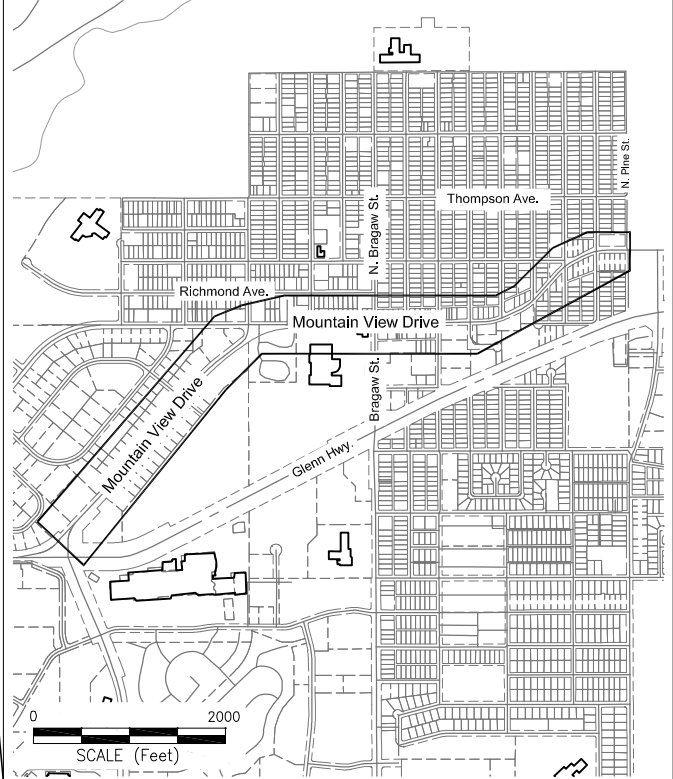 N. Pine St.
Thompson Ave.
N. Bragaw St.
Richmond Ave.
Mountain View Drive
Bragaw St.
Mountain View Drive
Glenn Hwy
0 2000
SCALE (Feet)